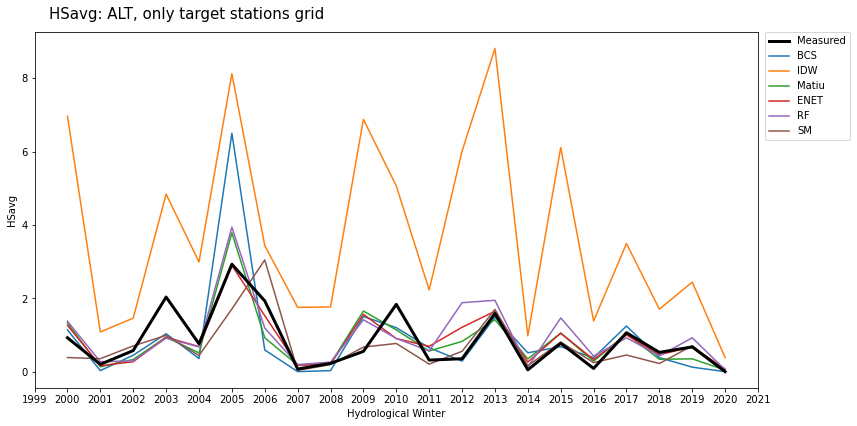 HSavg: ALT, only target stations grid
Measured
BCS
IDW
Matiu
ENET
RF
SM
8
6
4
2
0
HSavg
1999 2000 2001 2002 2003 2004 2005 2006 2007 2008 2009 2010 2011 2012 2013 2014 2015 2016 2017 2018 2019 2020 2021
Hydrological Winter